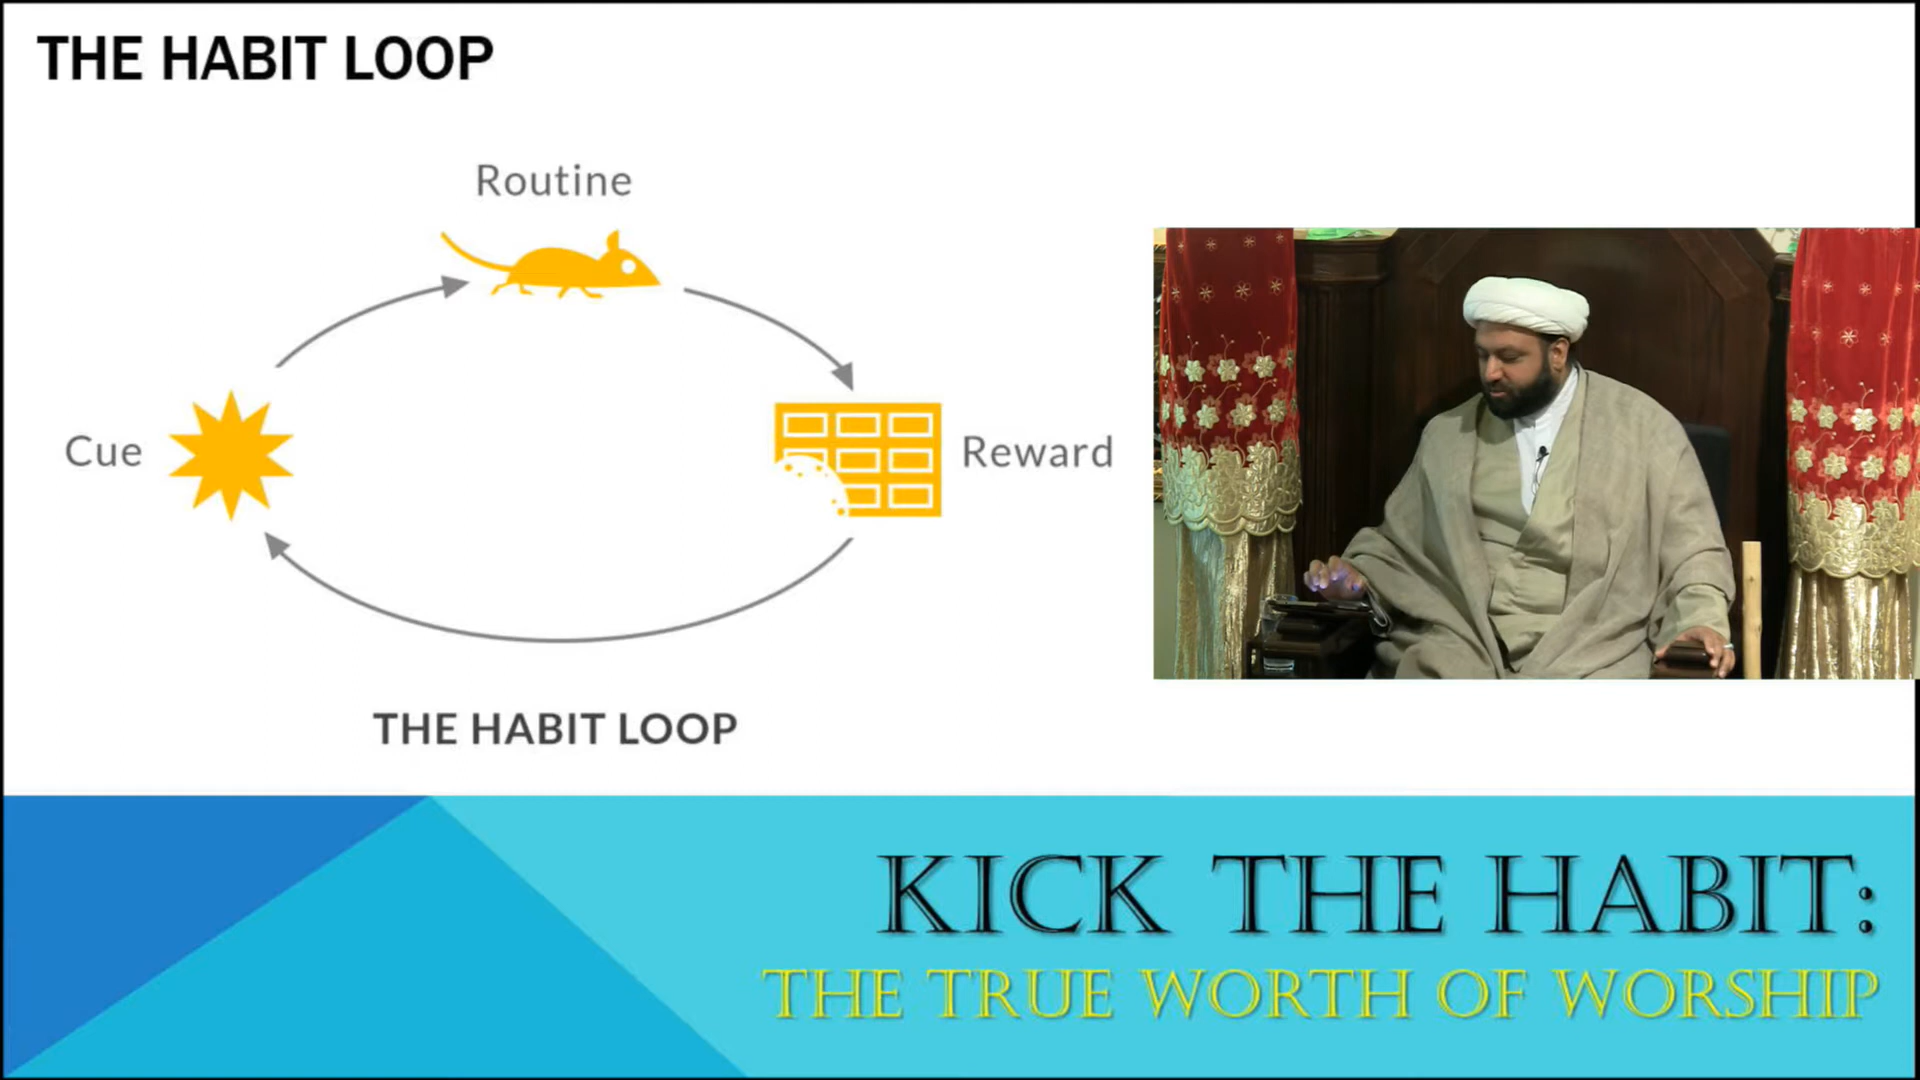 THE HABIT LOOP
Routine
Cue
Reward
THE HABIT LOOP
KICK THE HABIT:
THE TRUE WORTH OF WORSHIP